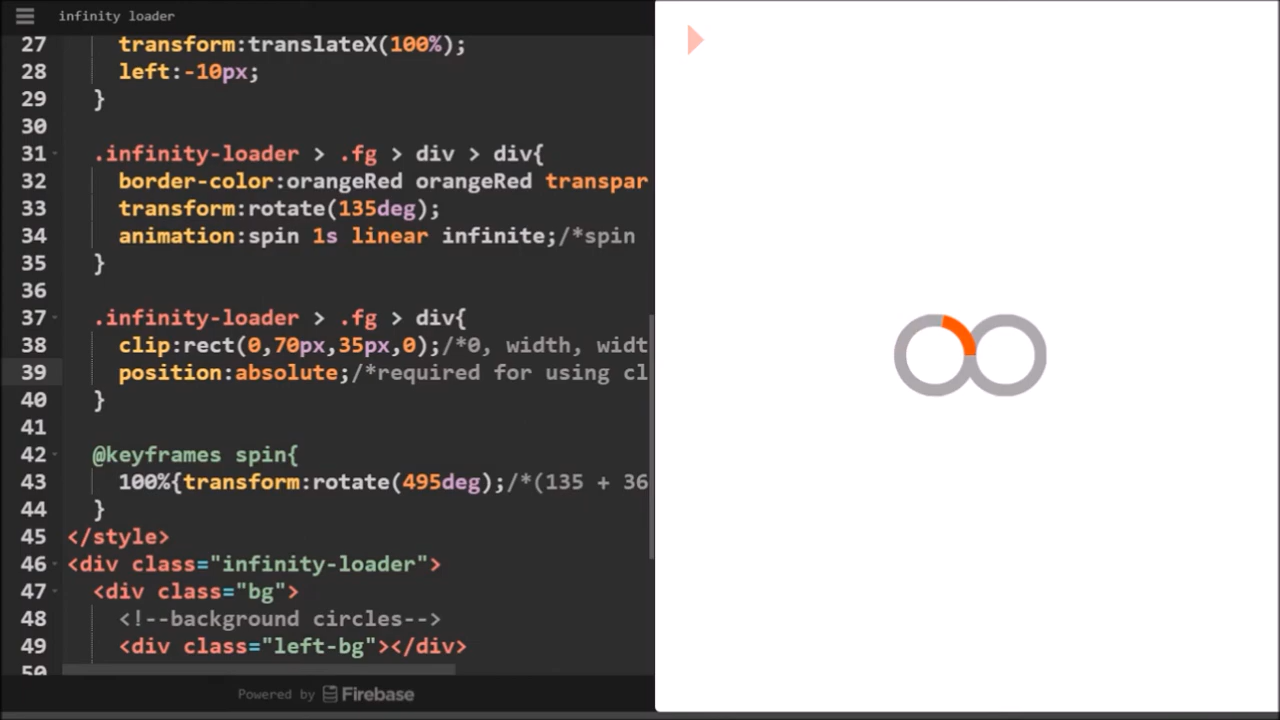 infinity loader
27 transform:translateX(100%);
28 left:-10px;
29 }
30
31 .infinity-loader > .fg > div > div{
32 border-color:orangeRed orangeRed transpar
33 transform:rotate(135deg);
34 animation:spin 1s linear infinite;/*spin
35 }
36
37 .infinity-loader > .fg > div{
38 clip:rect(0,70px,35px,0);/*0, width, widt
39 position:absolute;/*required for using cl
40 }
41
42 @keyframes spin{
43 100%{transform:rotate(495deg);/*(135 + 36
44 }
45 </style>
46 <div class="infinity-loader">
47 <div class="bg">
48 <!--background circles-->
49 <div class="left-bg"></div>
50
Powered by Firebase